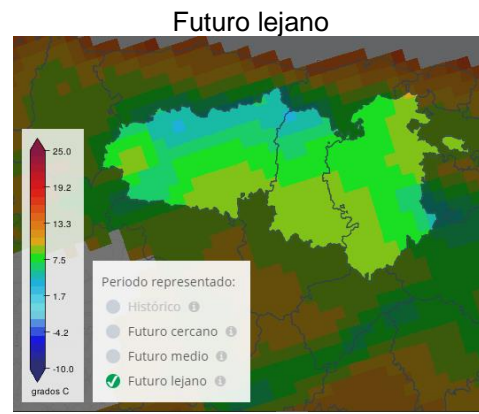 Futuro lejano
25.0
19.2
13.3
7.5
1.7
-4.2
-10.0
grados C
Periodo representado:
Histórico
Futuro cercano
Futuro medio
Futuro lejano